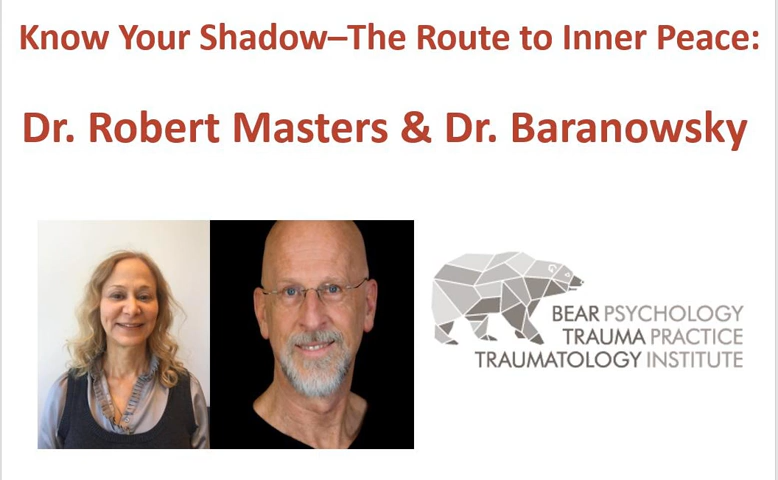 Know Your Shadow–The Route to Inner Peace:
Dr. Robert Masters & Dr. Baranowsky
BEAR PSYCHOLOGY
TRAUMA PRACTICE
TRAUMATOLOGY INSTITUTE